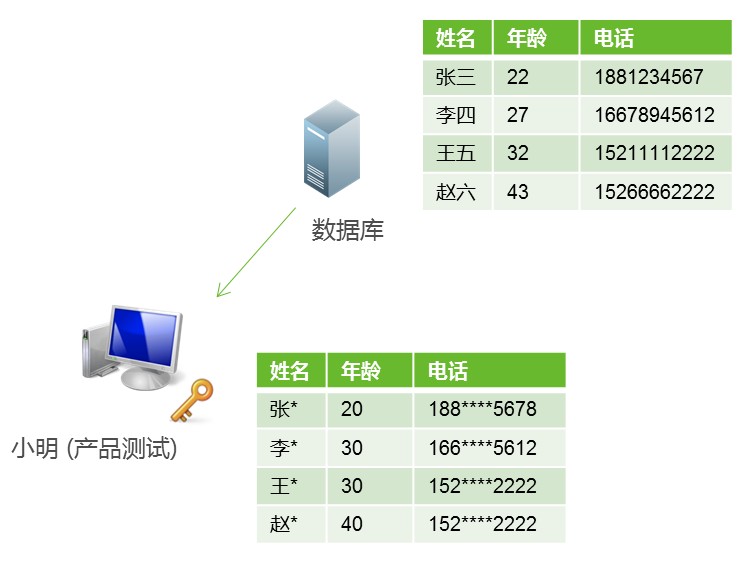 姓名 年龄 电话
张三 22 1881234567
李四 27 16678945612
王五 32 15211112222
赵六 43 15266662222
数据库
小明 (产品测试)
姓名 年龄 电话
张* 20 188****5678
李* 30 166****5612
王* 30 152****2222
赵* 40 152****2222